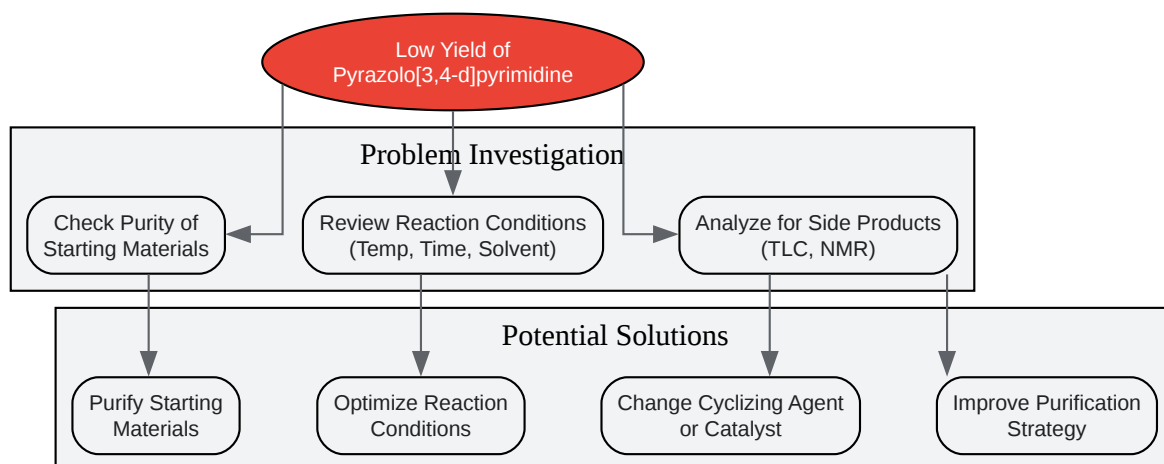 Low Yield of
Pyrazolo[3,4-d]pyrimidine
Problem Investigation
Check Purity of
Starting Materials
Review Reaction Conditions
(Temp, Time, Solvent)
Analyze for Side Products
(TLC, NMR)
Potential Solutions
Purify Starting
Materials
Optimize Reaction
Conditions
Change Cyclizing Agent
or Catalyst
Improve Purification
Strategy